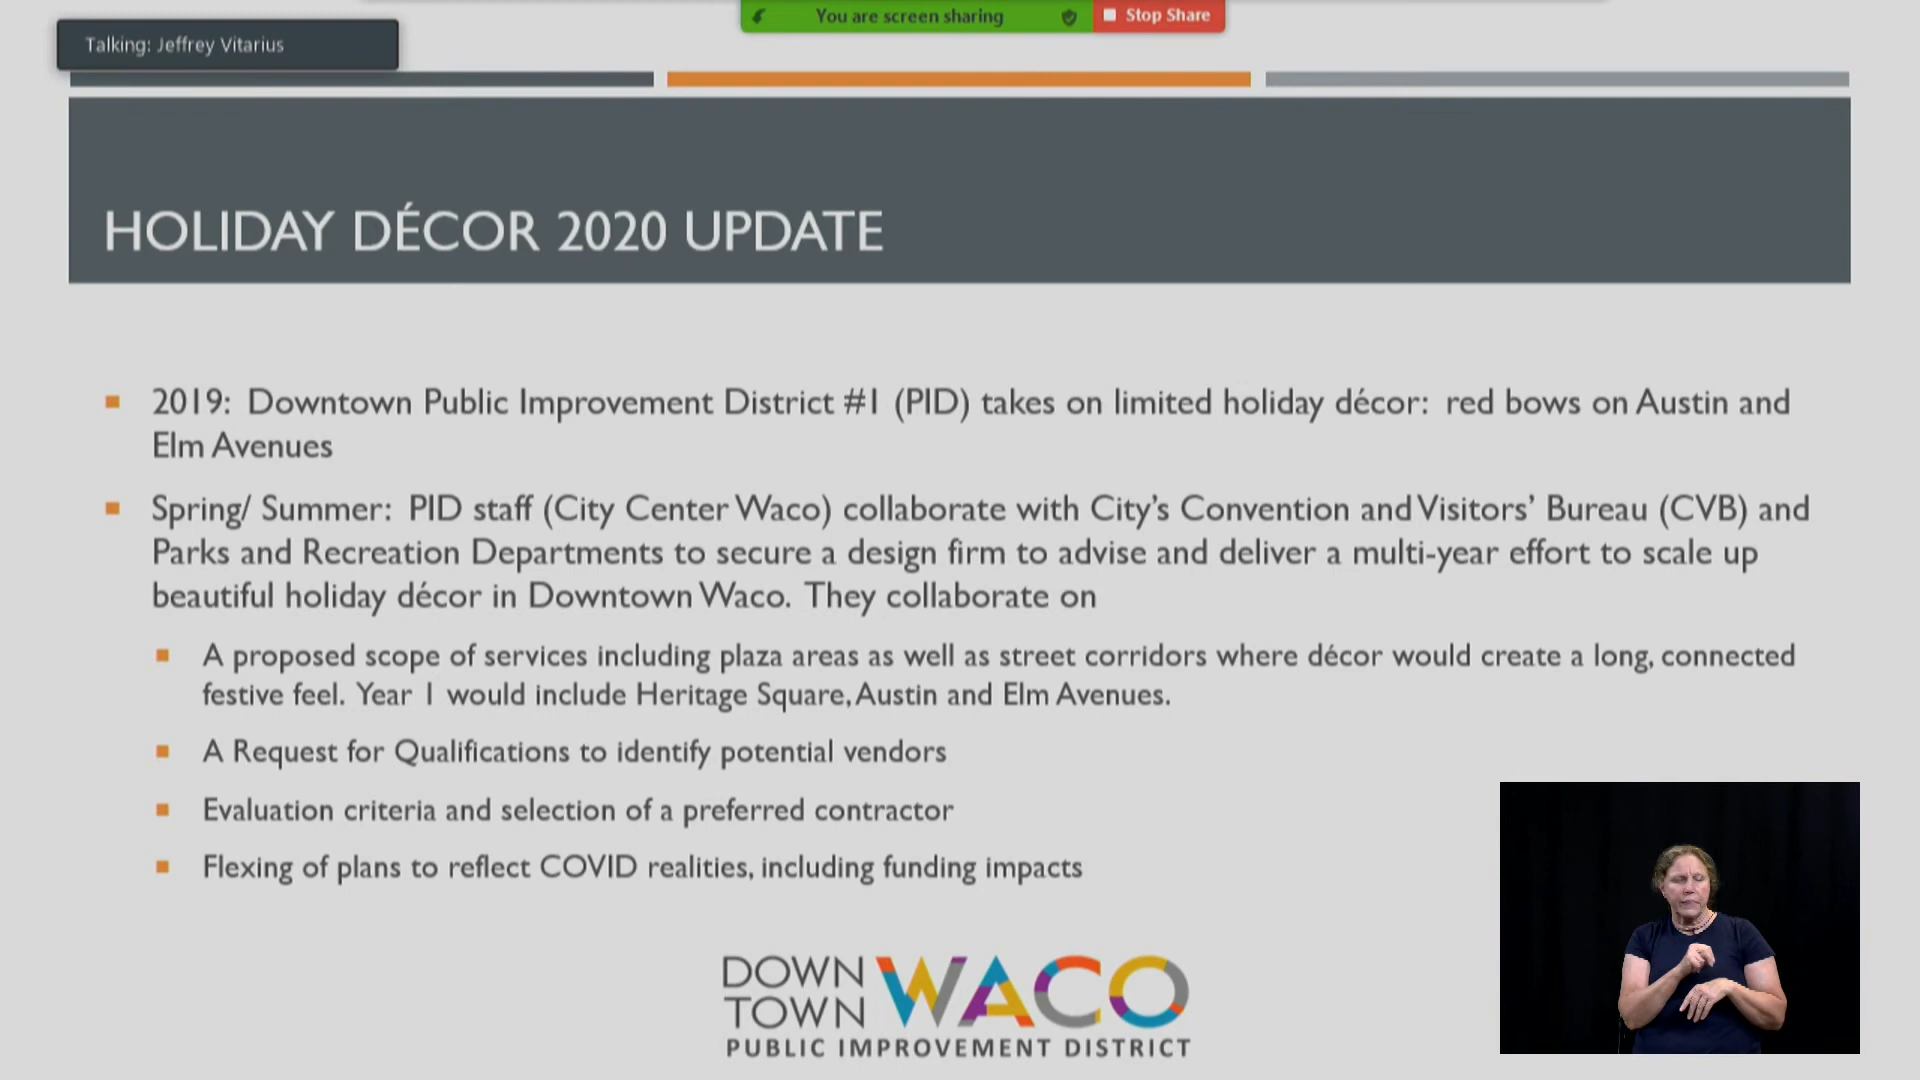 You are screen sharing
Stop Share
Talking: Jeffrey Vitarius
HOLIDAY DÉCOR 2020 UPDATE
2019: Downtown Public Improvement District #1 (PID) takes on limited holiday décor: red bows on Austin and
Elm Avenues
Spring/ Summer: PID staff (City Center Waco) collaborate with City's Convention and Visitors' Bureau (CVB) and
Parks and Recreation Departments to secure a design firm to advise and deliver a multi-year effort to scale up
beautiful holiday décor in Downtown Waco. They collaborate on
A proposed scope of services including plaza areas as well as street corridors where décor would create a long, connected
festive feel. Year 1 would include Heritage Square, Austin and Elm Avenues.
A Request for Qualifications to identify potential vendors
Evaluation criteria and selection of a preferred contractor
Flexing of plans to reflect COVID realities, including funding impacts
DOWN
TOWN WACO
PUBLIC IMPROVEMENT DISTRICT